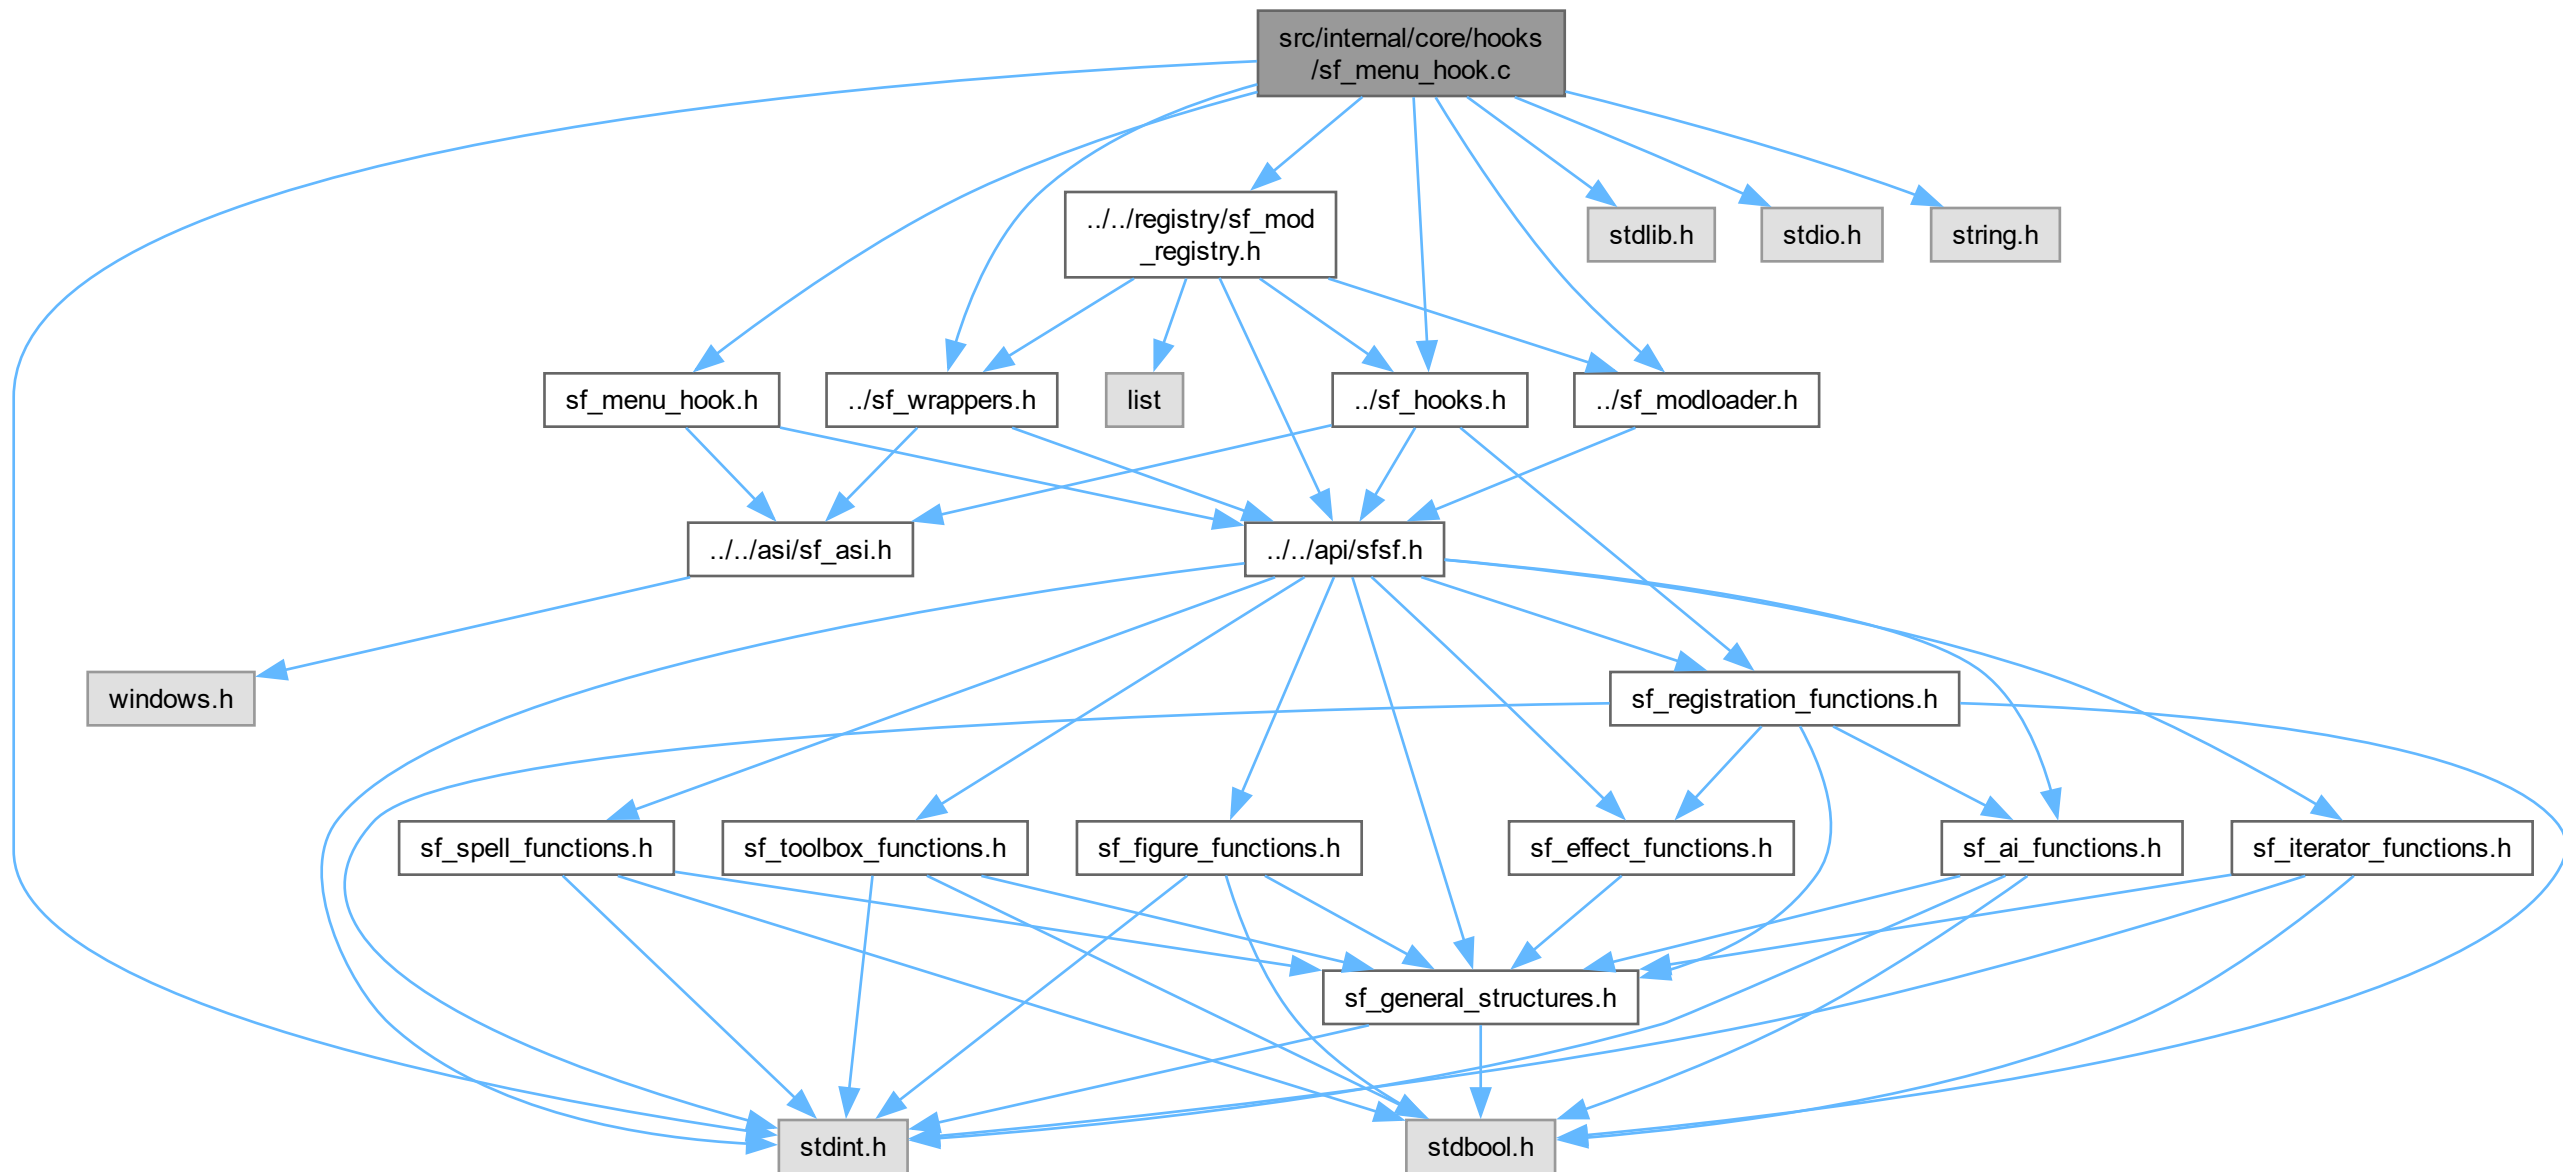 src/internal/core/hooks
/sf_menu_hook.c
../../registry/sf_mod
_registry.h
stdlib.h
stdio.h
string.h
sf_menu_hook.h
../sf_wrappers.h
list
../sf_hooks.h
../sf_modloader.h
../../asi/sf_asi.h
../../api/sfsf.h
windows.h
sf_registration_functions.h
sf_spell_functions.h
sf_toolbox_functions.h
sf_figure_functions.h
sf_effect_functions.h
sf_ai_functions.h
sf_iterator_functions.h
sf_general_structures.h
stdint.h
stdbool.h